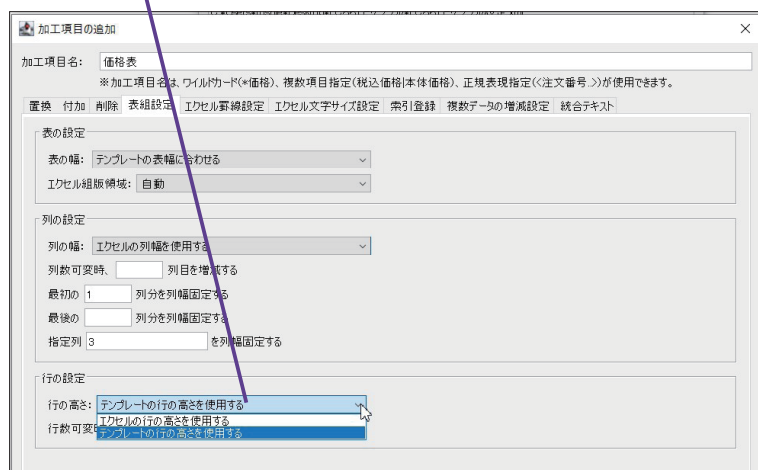 加工項目の追加
加工項目名: 価格表
※加工項目名は、ワイルドカード(*価格)、複数項目指定(税込価格|本体価格)、正規表現指定(<注文番号.>)が使用できます。
置換 付加 削除 表組設定 エクセル罫線設定 エクセル文字サイズ設定 索引登録 複数データの増減設定 統合テキスト
表の設定
表の幅: テンプレートの表幅に合わせる
エクセル組版領域: 自動
列の設定
列の幅: エクセルの列幅を使用する
列数可変時、 列目を増減する
最初の 1 列分を列幅固定する
最後の 列分を列幅固定する
指定列 3 を列幅固定する
行の設定
行の高さ: テンプレートの行の高さを使用する
エクセルの行の高さを使用する
行数可変 テンプレートの行の高さを使用する